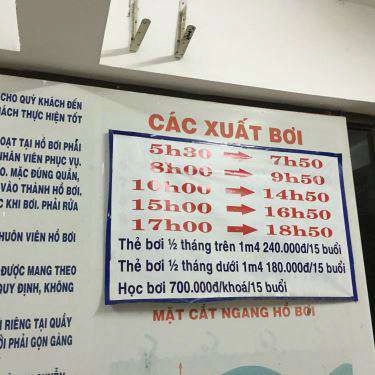 CHO QUÝ KHÁCH ĐẾN
KHÁCH THỰC HIỆN TỐT
OẠT TẠI HỒ BƠI PHẢI
NHÂN VIÊN PHỤC VỤ.
O, MẶC ĐÚNG QUẦN,
VÀO THÀNH HỒ BƠI.
C KHI BƠI. PHẢI RỬA
HUÔN VIÊN HỒ BƠI
ĐƯỢC MANG THEO
QUY ĐỊNH, KHÔNG
RIÊNG TẠI QUẦY
PHẢI GỌN GÀNG
CÁC XUẤT BƠI
5h30 ➡ 7h50
8h00 ➡ 9h50
10h00 ➡ 14h50
15h00 ➡ 16h50
17h00 ➡ 18h50
Thẻ bơi ½ tháng trên 1m4 240.000đ/15 buổi
Thẻ bơi ½ tháng dưới 1m4 180.000đ/15 buổi
Học bơi 700.000đ/khoá/15 buổi
MẶT CẮT NGANG HỒ BƠI